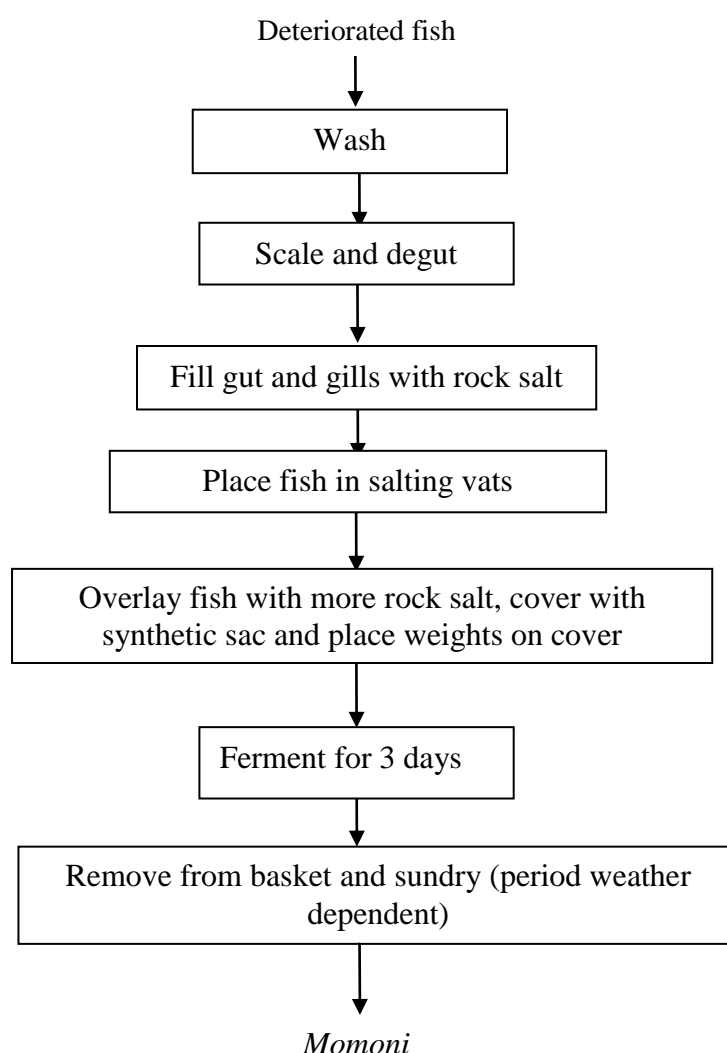 Deteriorated fish
Wash
Scale and degut
Fill gut and gills with rock salt
Place fish in salting vats
Overlay fish with more rock salt, cover with
synthetic sac and place weights on cover
Ferment for 3 days
Remove from basket and sundry (period weather
dependent)
Momoni